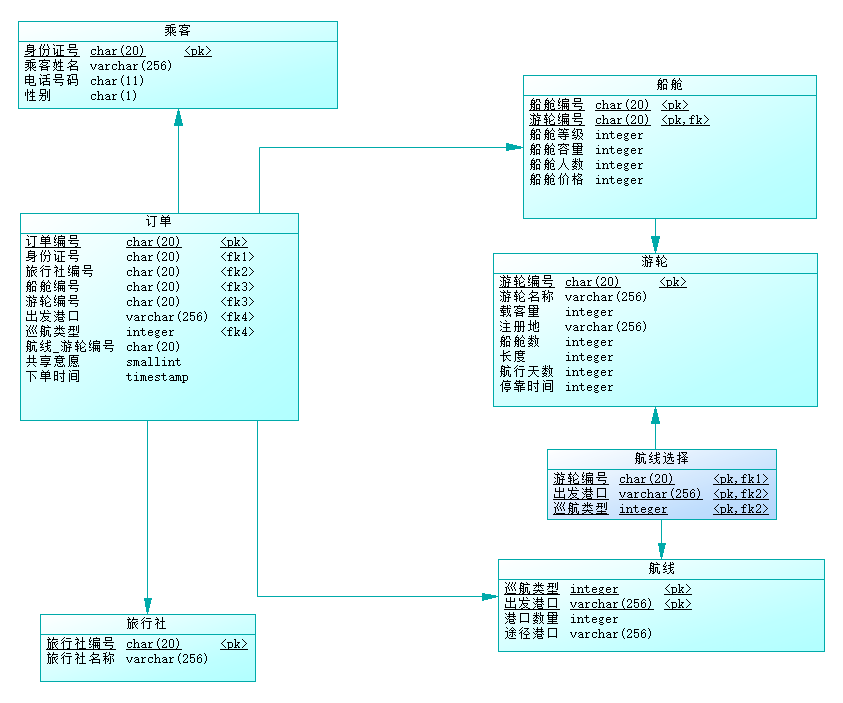 乘客
身份证号 char(20) <pk>
乘客姓名 varchar(256)
电话号码 char(11)
性别 char(1)
船舱
船舱编号 char(20) <pk>
游轮编号 char(20) <pk,fk>
船舱等级 integer
船舱容量 integer
船舱人数 integer
船舱价格 integer
订单
订单编号 char(20) <pk>
身份证号 char(20) <fk1>
旅行社编号 char(20) <fk2>
船舱编号 char(20) <fk3>
游轮编号 char(20) <fk3>
出发港口 varchar(256) <fk4>
巡航类型 integer <fk4>
航线_游轮编号 char(20)
共享意愿 smallint
下单时间 timestamp
游轮
游轮编号 char(20) <pk>
游轮名称 varchar(256)
载客量 integer
注册地 varchar(256)
船舱数 integer
长度 integer
航行天数 integer
停靠时间 integer
航线选择
游轮编号 char(20) <pk,fk1>
出发港口 varchar(256) <pk,fk2>
巡航类型 integer <pk,fk2>
航线
巡航类型 integer <pk>
出发港口 varchar(256) <pk>
港口数量 integer
途径港口 varchar(256)
旅行社
旅行社编号 char(20) <pk>
旅行社名称 varchar(256)